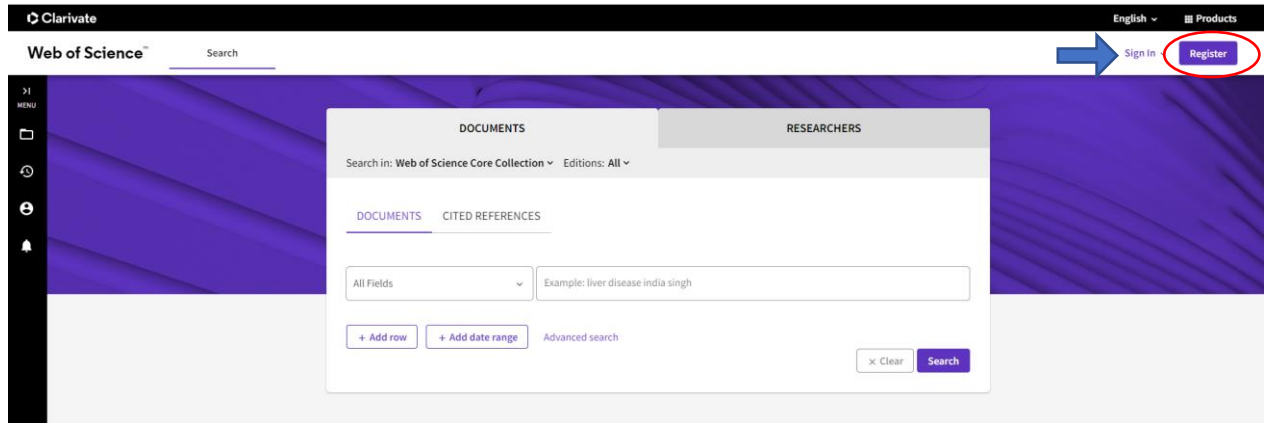 Clarivate
English
Products
Web of Science™
Search
Sign In
Register
MENU
DOCUMENTS
RESEARCHERS
Search in: Web of Science Core Collection Editions: All
DOCUMENTS CITED REFERENCES
All Fields
Example: liver disease india singh
+ Add row
+ Add date range
Advanced search
× Clear
Search